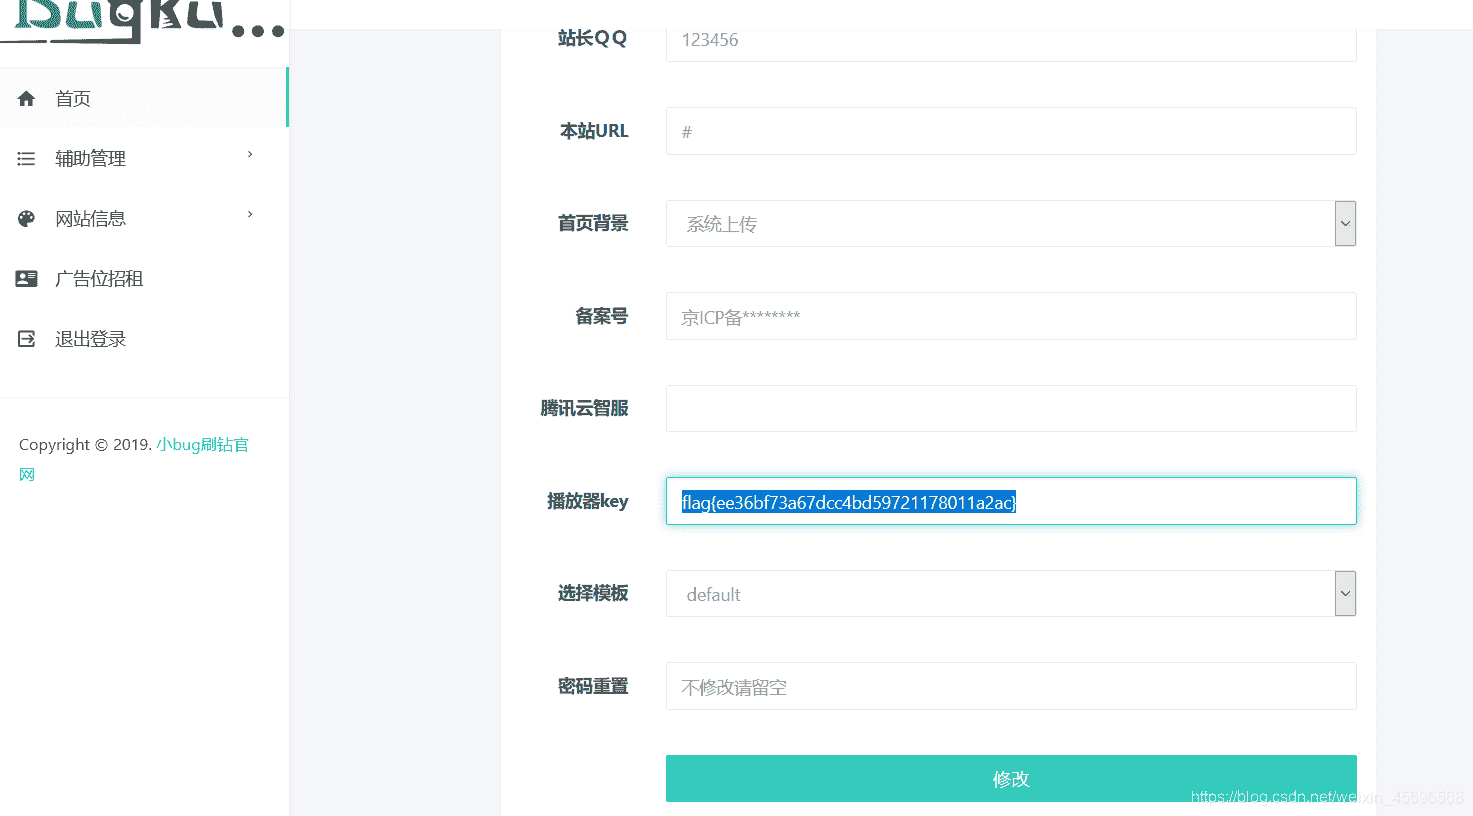 Bugku...
首页
辅助管理
网站信息
广告位招租
退出登录
Copyright © 2019. 小bug刷钻官
网
站长QQ
123456
本站URL
#
首页背景
系统上传
备案号
京ICP备********
腾讯云智服
播放器key
flag{ee36bf73a67dcc4bd59721178011a2ac}
选择模板
default
密码重置
不修改请留空
修改
https://blog.csdn.net/weixin_45696568